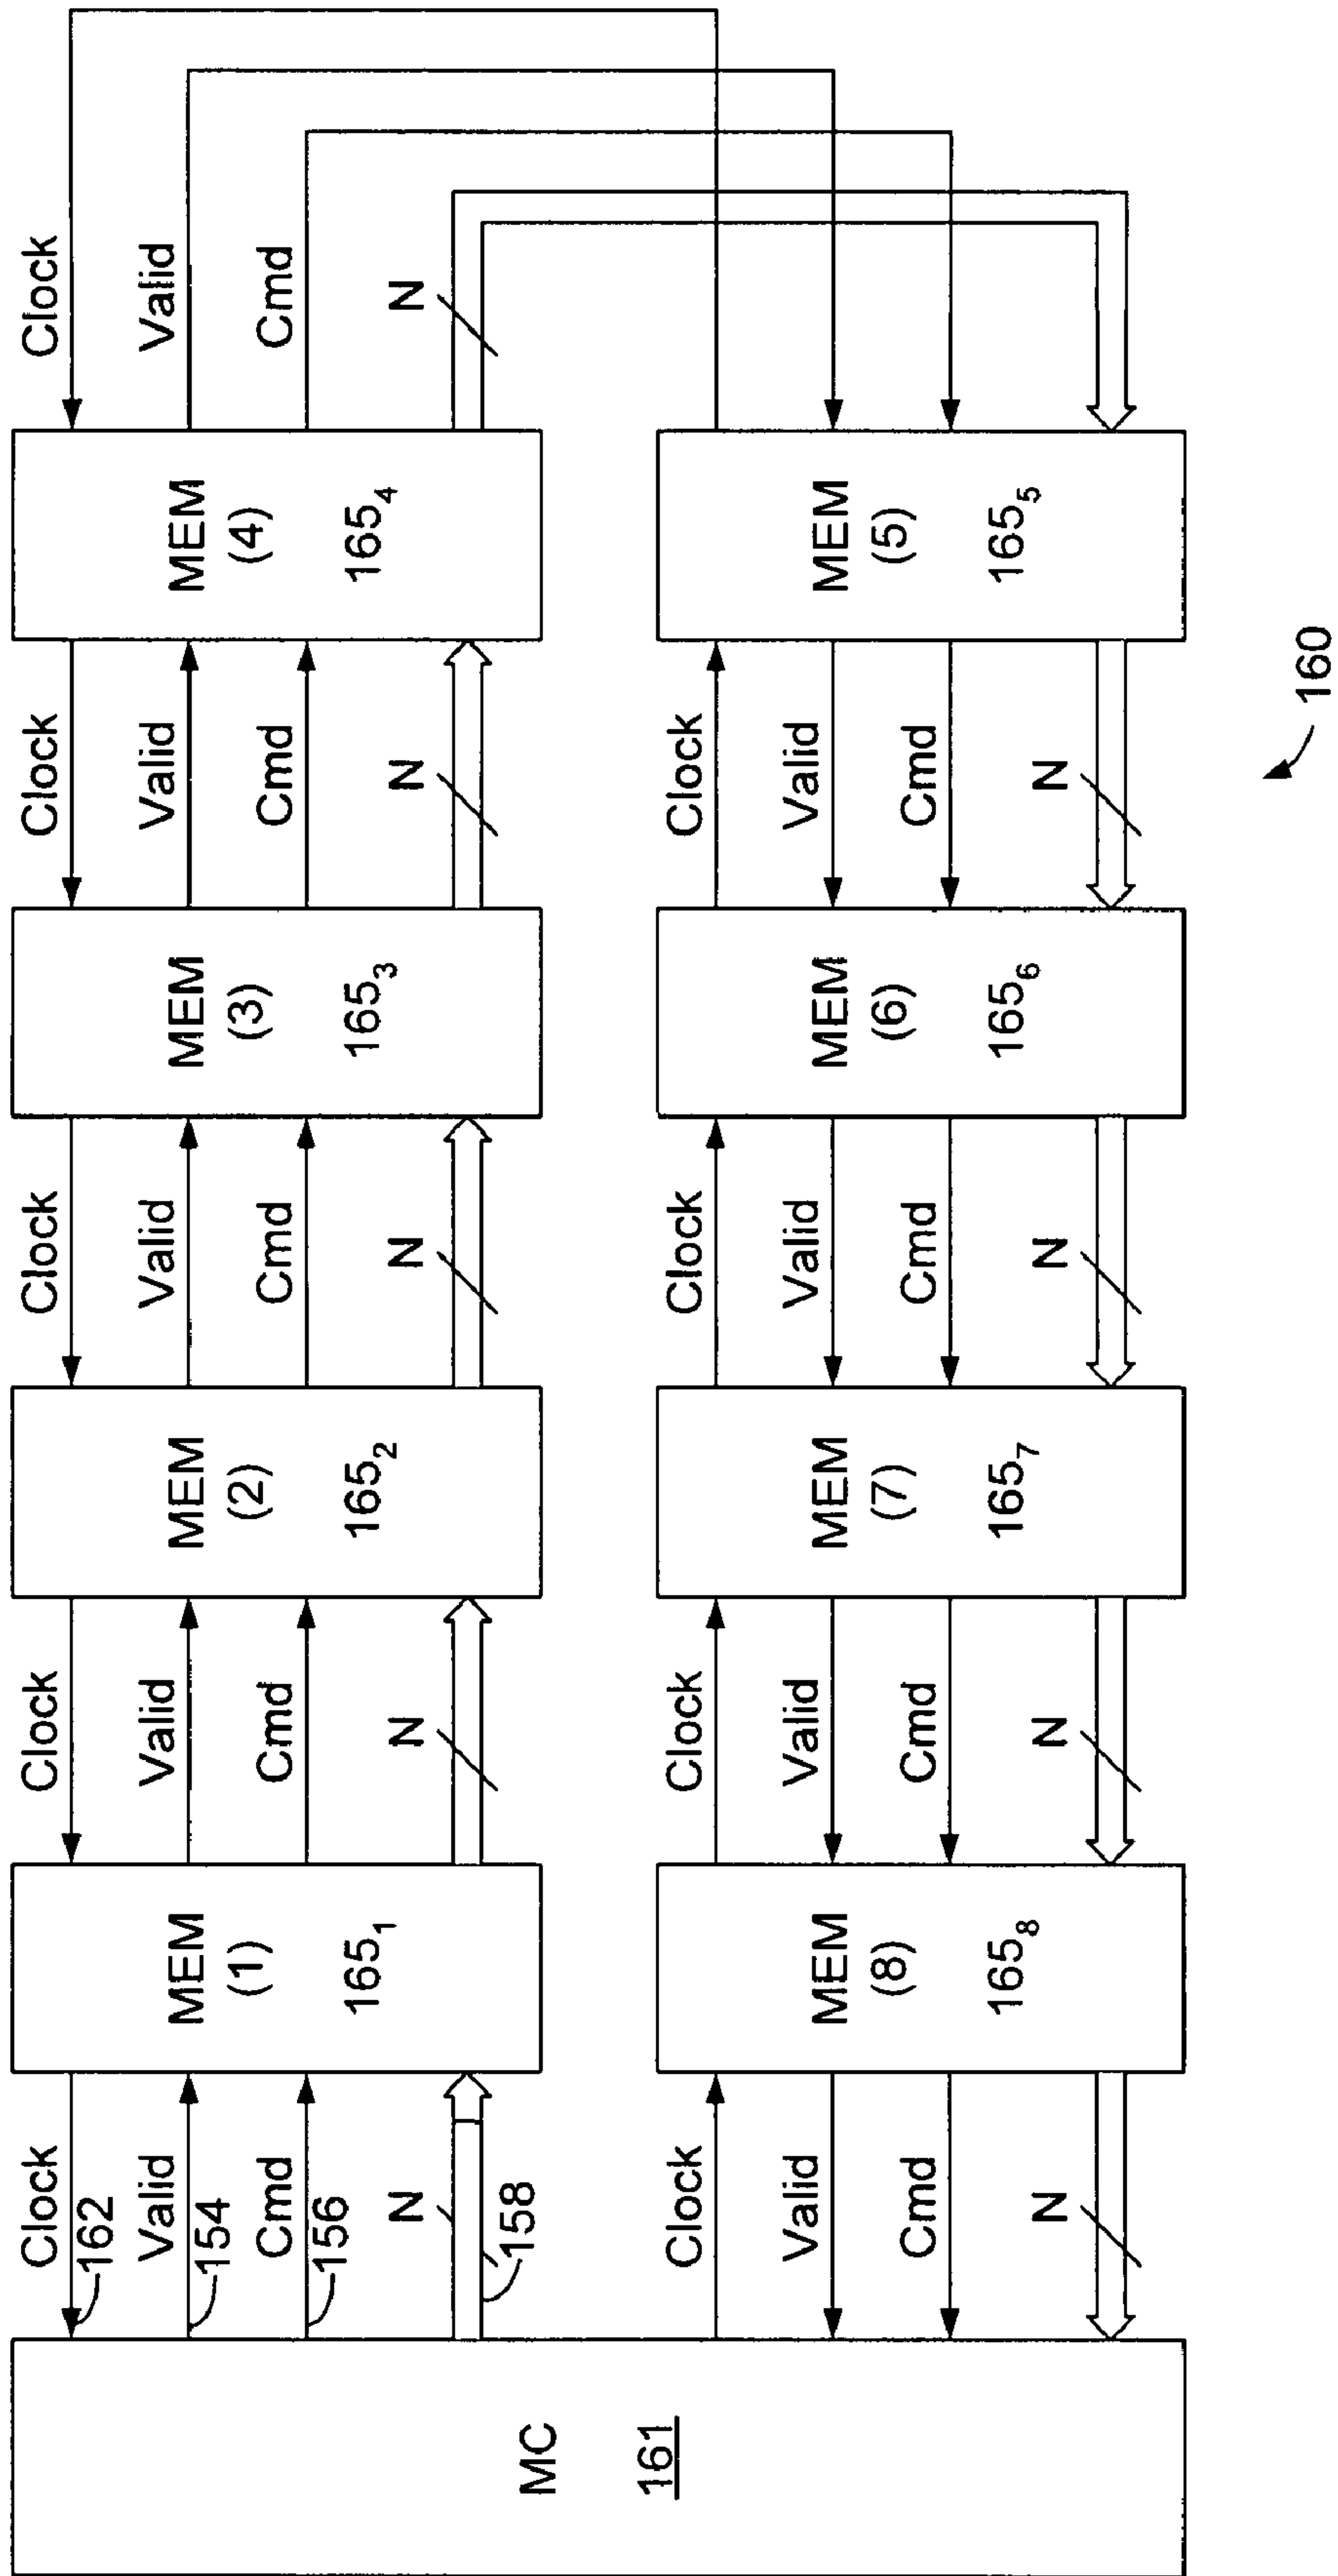 Clock
Clock
Clock
Clock
Clock
162
Valid
Valid
Valid
Valid
Valid
154
Cmd
Cmd
Cmd
Cmd
Cmd
156
N
N
N
N
N
158
MEM
(1)
165₁
MEM
(2)
165₂
MEM
(3)
165₃
MEM
(4)
165₄
MC
161
Clock
Clock
Clock
Clock
Valid
Valid
Valid
Valid
Cmd
Cmd
Cmd
Cmd
N
N
N
N
MEM
(8)
165₈
MEM
(7)
165₇
MEM
(6)
165₆
MEM
(5)
165₅
160